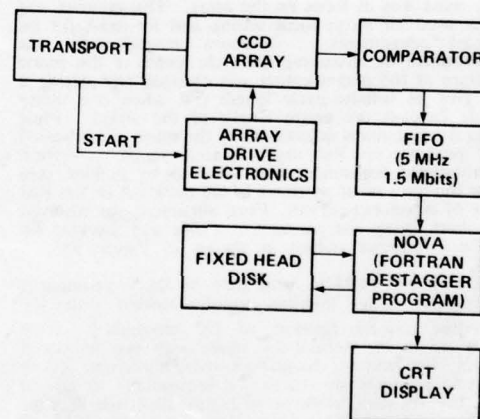 TRANSPORT
CCD
ARRAY
COMPARATOR
START
ARRAY
DRIVE
ELECTRONICS
FIFO
(5 MHz
1.5 Mbits)
FIXED HEAD
DISK
NOVA
(FORTRAN
DESTAGGER
PROGRAM)
CRT
DISPLAY